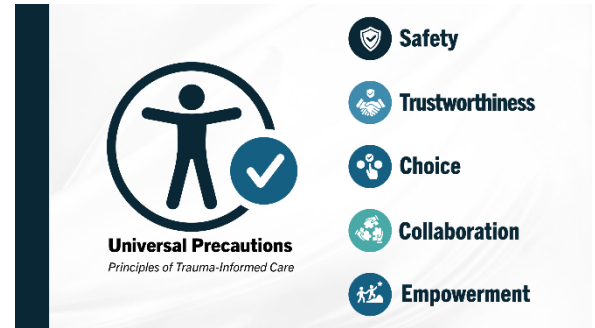 Universal Precautions
Principles of Trauma-Informed Care
Safety
Trustworthiness
Choice
Collaboration
Empowerment